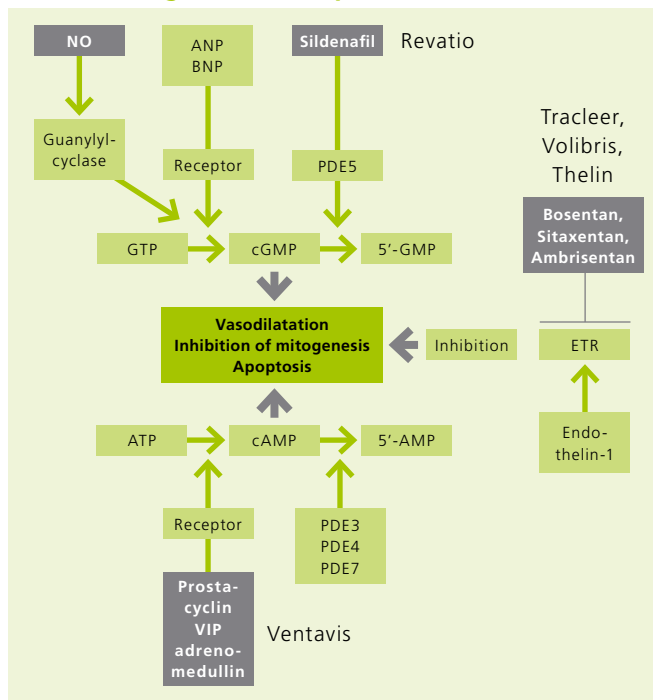 NO
ANP
BNP
Sildenafil
Revatio
Guanylyl-
cyclase
Receptor
PDE5
Tracleer,
Volibris,
Thelin
Bosentan,
Sitaxentan,
Ambrisentan
GTP
cGMP
5’-GMP
Vasodilatation
Inhibition of mitogenesis
Apoptosis
Inhibition
ETR
ATP
cAMP
5’-AMP
Endo-
thelin-1
Receptor
PDE3
PDE4
PDE7
Prosta-
cyclin
VIP
adreno-
medullin
Ventavis